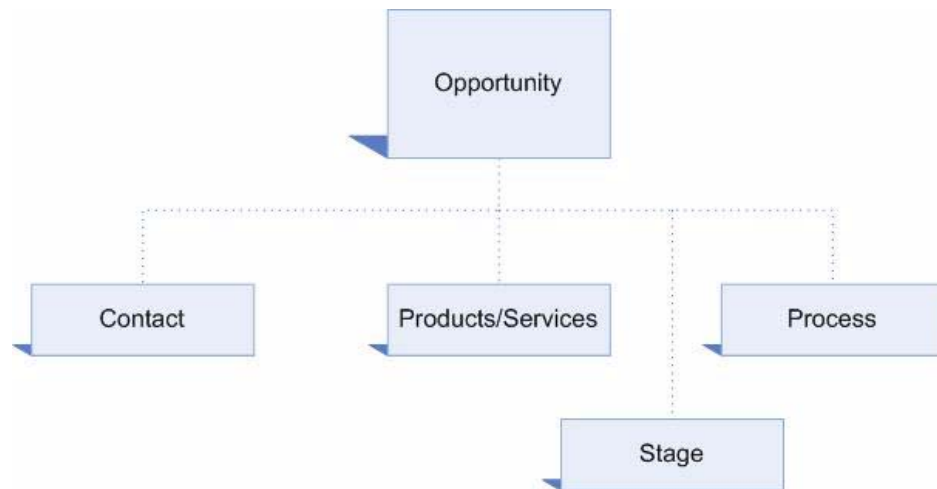 Opportunity
Contact
Products/Services
Process
Stage